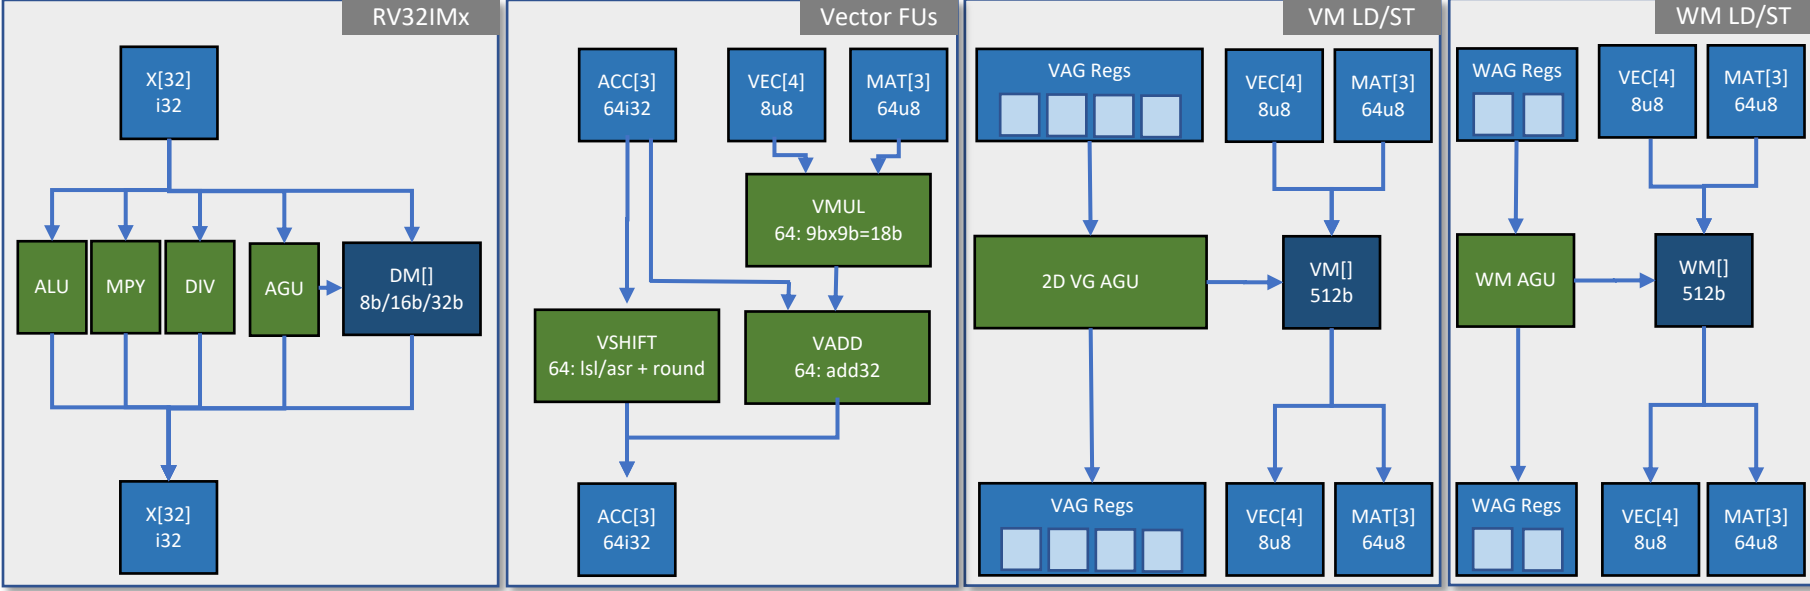 RV32IMx
X[32]
i32
ALU
MPY
DIV
AGU
DM[]
8b/16b/32b
X[32]
i32
Vector FUs
ACC[3]
64i32
VEC[4]
8u8
MAT[3]
64u8
VMUL
64: 9bx9b=18b
VSHIFT
64: lsl/asr + round
VADD
64: add32
ACC[3]
64i32
VM LD/ST
VAG Regs
VEC[4]
8u8
MAT[3]
64u8
2D VG AGU
VM[]
512b
VAG Regs
VEC[4]
8u8
MAT[3]
64u8
WM LD/ST
WAG Regs
VEC[4]
8u8
MAT[3]
64u8
WM AGU
WM[]
512b
WAG Regs
VEC[4]
8u8
MAT[3]
64u8